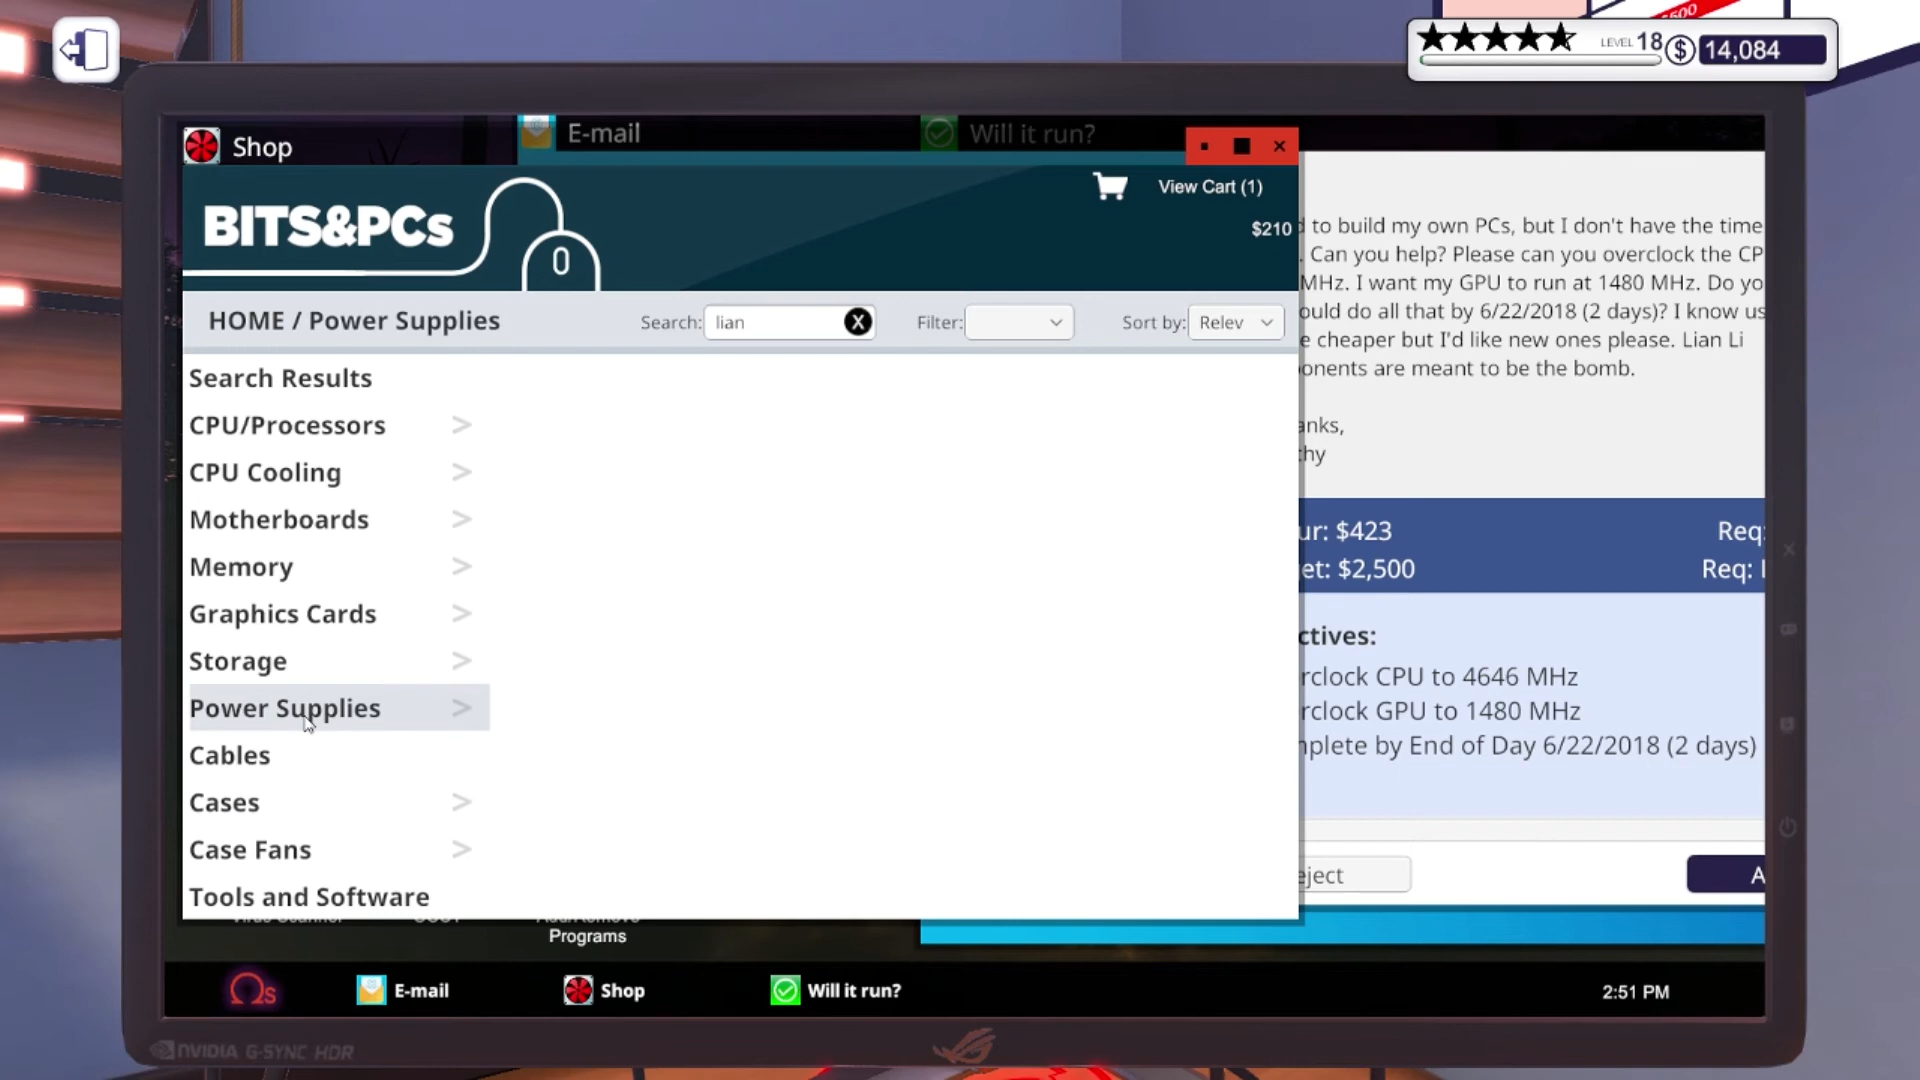 $500
LEVEL 18 $ 14,084
Shop
E-mail
Will it run?
View Cart (1)
BITS&PCs
$210
HOME / Power Supplies
Search: lian X
Filter:
Sort by: Relev
Search Results
CPU/Processors >
CPU Cooling >
Motherboards >
Memory >
Graphics Cards >
Storage >
Power Supplies >
Cables
Cases >
Case Fans >
Tools and Software
to build my own PCs, but I don't have the time
. Can you help? Please can you overclock the CP
MHz. I want my GPU to run at 1480 MHz. Do yo
ould do all that by 6/22/2018 (2 days)? I know us
e cheaper but I'd like new ones please. Lian Li
onents are meant to be the bomb.
anks,
thy
ur: $423
Req:
et: $2,500
Req:
ctives:
rclock CPU to 4646 MHz
rclock GPU to 1480 MHz
mplete by End of Day 6/22/2018 (2 days)
eject
A
Programs
Ωs
E-mail
Shop
Will it run?
2:51 PM
NVIDIA G-SYNC HDR